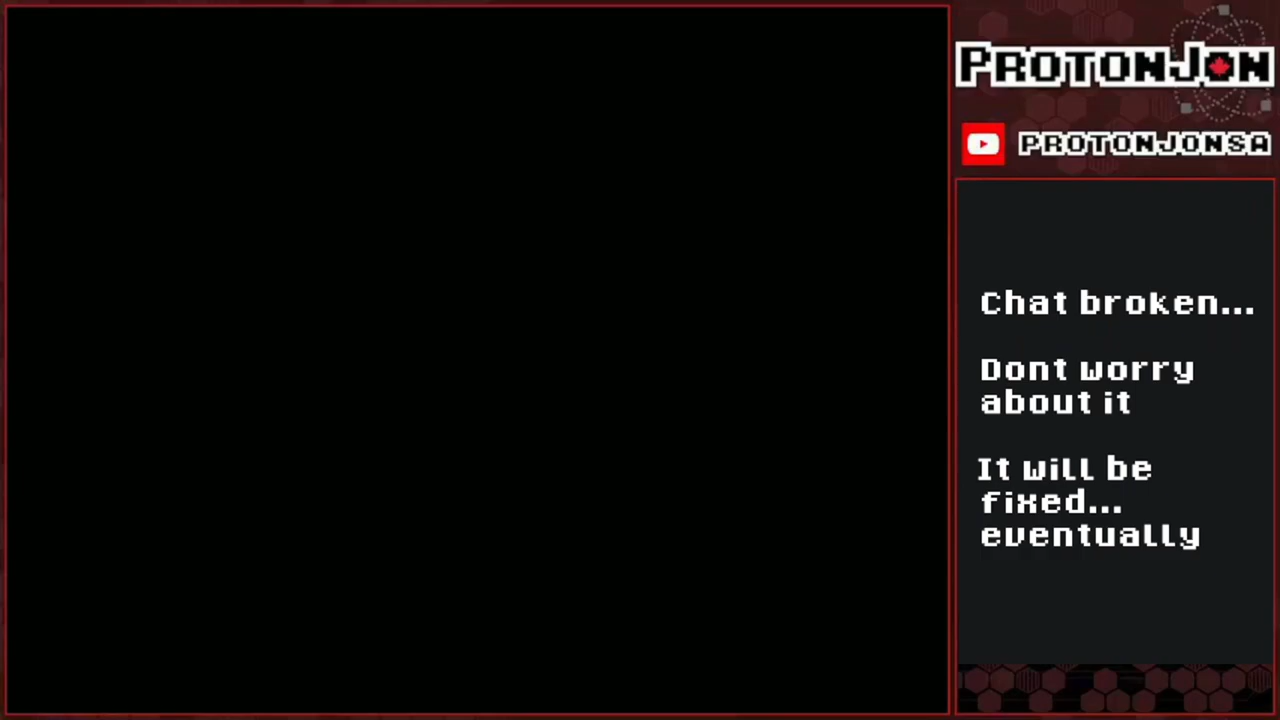 PROTONJON
PROTONJONSA
Chat broken...
Dont worry
about it
It will be
fixed...
eventually